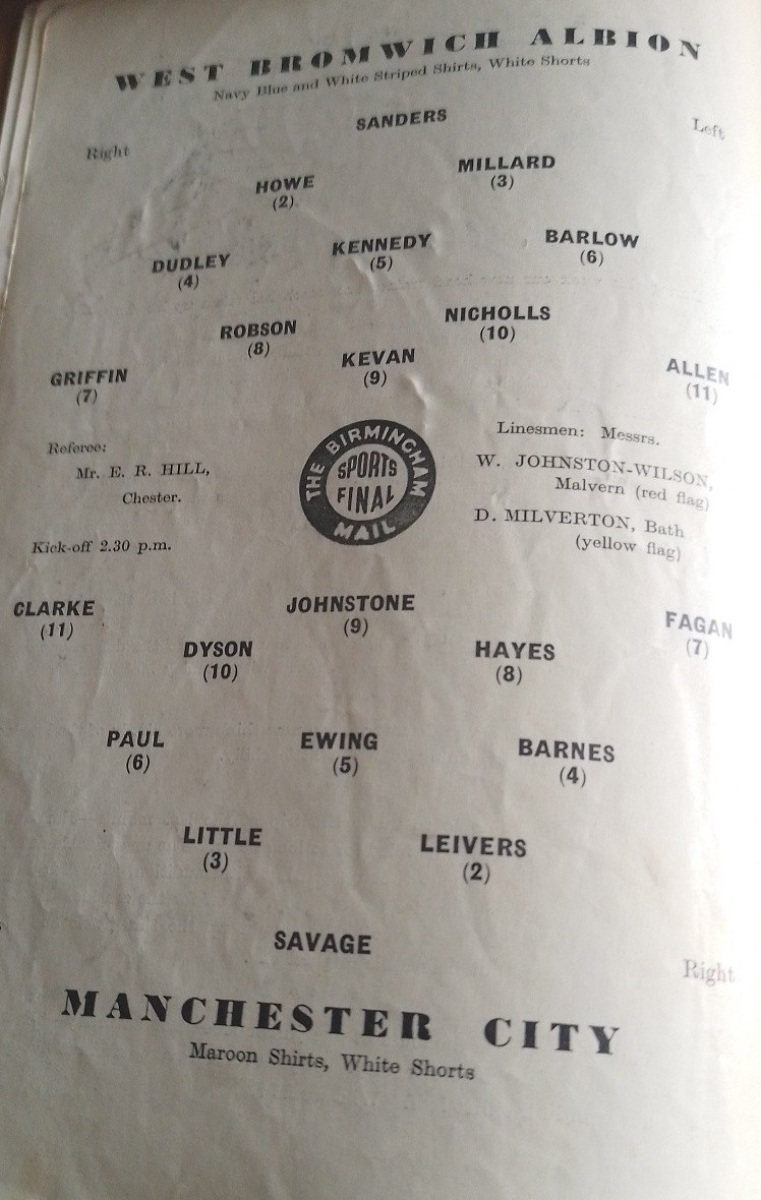 WEST BROMWICH ALBION
Navy Blue and White Striped Shirts, White Shorts
SANDERS
Right
Left
HOWE
(2)
MILLARD
(3)
DUDLEY
(4)
KENNEDY
(5)
BARLOW
(6)
ROBSON
(8)
NICHOLLS
(10)
GRIFFIN
(7)
KEVAN
(9)
ALLEN
(11)
Referee:
Mr. E. R. HILL,
Chester.
Kick-off 2.30 p.m.
THE BIRMINGHAM
SPORTS
FINAL
MAIL
Linesmen: Messrs.
W. JOHNSTON-WILSON,
Malvern (red flag)
D. MILVERTON, Bath
(yellow flag)
CLARKE
(11)
JOHNSTONE
(9)
FAGAN
(7)
DYSON
(10)
HAYES
(8)
PAUL
(6)
EWING
(5)
BARNES
(4)
LITTLE
(3)
LEIVERS
(2)
SAVAGE
Right
MANCHESTER CITY
Maroon Shirts, White Shorts